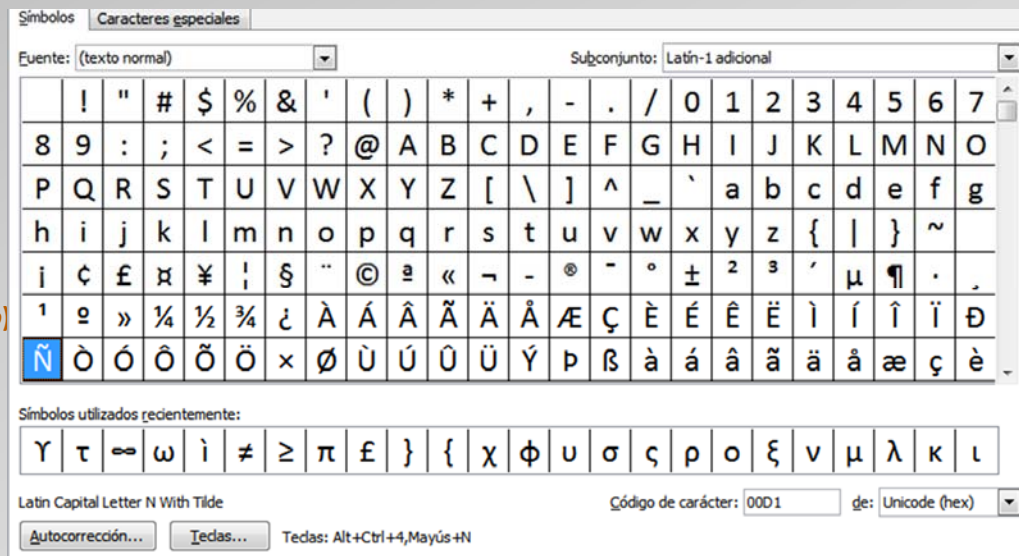 Símbolos Caracteres especiales
Fuente: (texto normal) Subconjunto: Latín-1 adicional
! " # $ % & ' ( ) * + , - . / 0 1 2 3 4 5 6 7
8 9 : ; < = > ? @ A B C D E F G H I J K L M N O
P Q R S T U V W X Y Z [ \ ] ^ _ ` a b c d e f g
h i j k l m n o p q r s t u v w x y z { | } ~
¡ ¢ £ ¤ ¥ ¦ § ¨ © ª « ¬ - ® ¯ ° ± ² ³ ´ µ ¶ · ¸
¹ º » ¼ ½ ¾ ¿ À Á Â Ã Ä Å Æ Ç È É Ê Ë Ì Í Î Ï Ð
Ñ Ò Ó Ô Õ Ö × Ø Ù Ú Û Ü Ý Þ ß à á â ã ä å æ ç è
Símbolos utilizados recientemente:
ϒ τ ∞ ω ì ≠ ≥ π £ } { χ φ υ σ ς ρ ο ξ ν μ λ κ ι
Latin Capital Letter N With Tilde Código de carácter: 00D1 de: Unicode (hex)
Autocorrección... Teclas... Teclas: Alt+Ctrl+4,Mayús+N